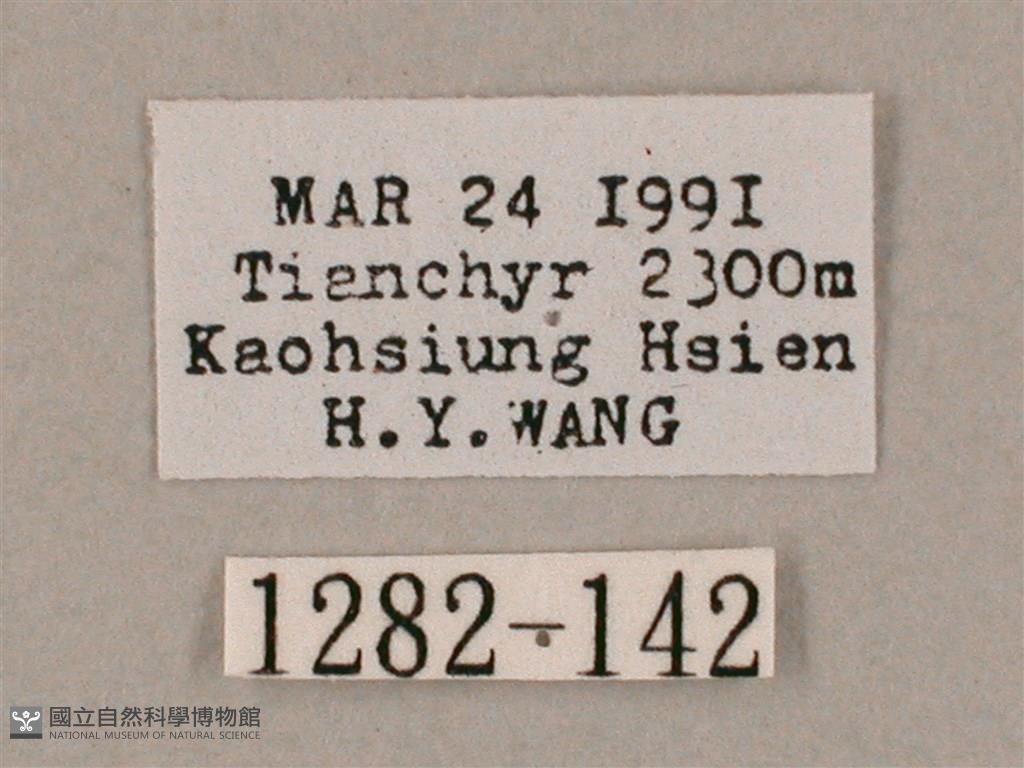 MAR 24 1991
Tienchyr 2300m
Kaohsiung Hsien
H.Y.WANG
1282-142
國立自然科學博物館
NATIONAL MUSEUM OF NATURAL SCIENCE